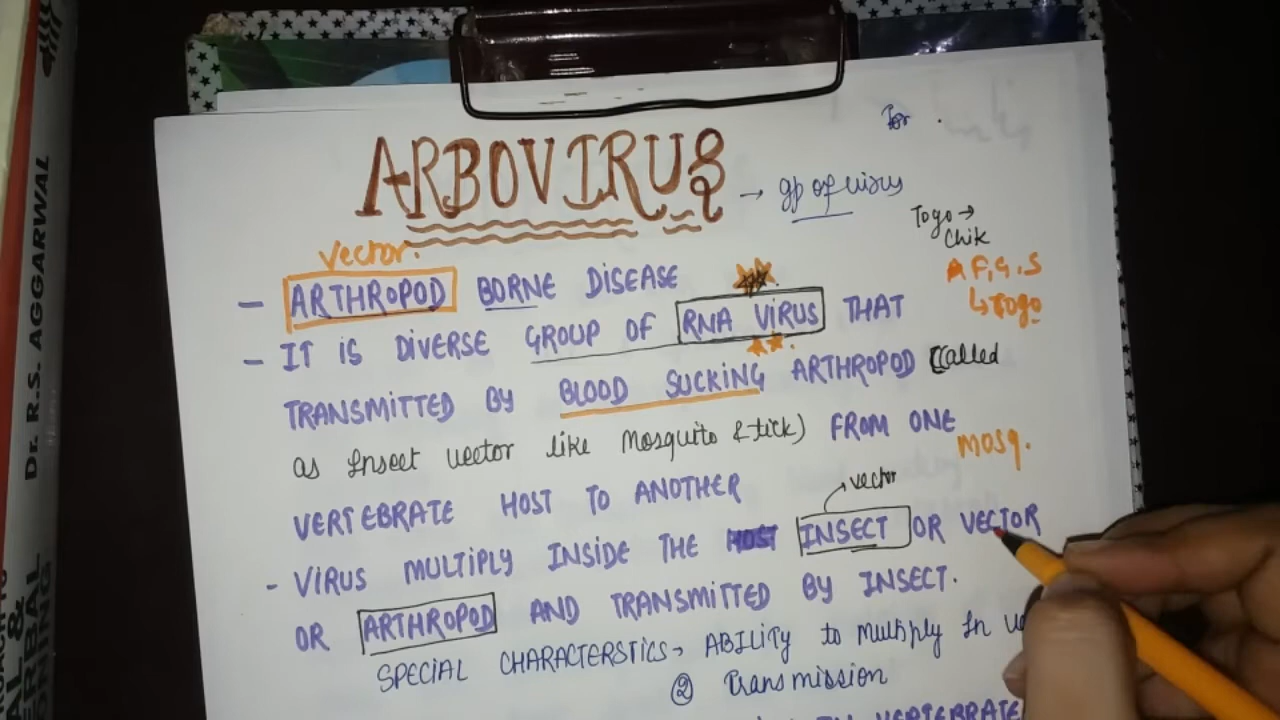 For .
ARBOVIRUS → gp of virus
Togo →
Chik
vector.
AF, G, S
↳ Togo
- ARTHROPOD BORNE DISEASE
- IT IS DIVERSE GROUP OF RNA VIRUS THAT
TRANSMITTED BY BLOOD SUCKING ARTHROPOD (Called
as Insect vector like Mosquito & tick) FROM ONE
Mosq.
VERTEBRATE HOST TO ANOTHER
vector
- VIRUS MULTIPLY INSIDE THE HOST INSECT OR VECTOR
OR ARTHROPOD AND TRANSMITTED BY INSECT.
SPECIAL CHARACTERSTICS → ABILITY to Multiply In
② Transmission
VERTEBRATE
Dr. R.S. AGGARWAL